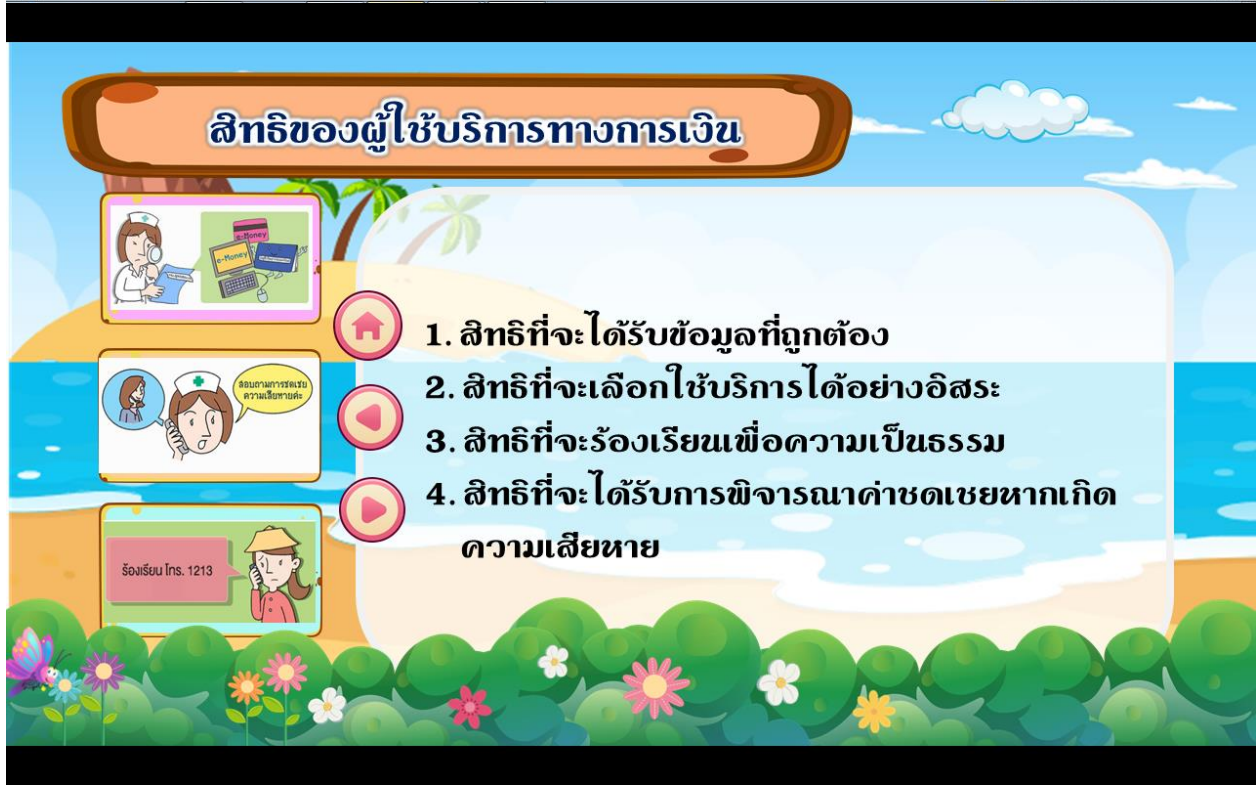 สิทธิของผู้ใช้บริการทางการเงิน
e-Money
e-Money
สอบถามการชดเชย
ความเสียหายค่ะ
ร้องเรียน โทร. 1213
1. สิทธิที่จะได้รับข้อมูลที่ถูกต้อง
2. สิทธิที่จะเลือกใช้บริการได้อย่างอิสระ
3. สิทธิที่จะร้องเรียนเพื่อความเป็นธรรม
4. สิทธิที่จะได้รับการพิจารณาค่าชดเชยหากเกิด
ความเสียหาย